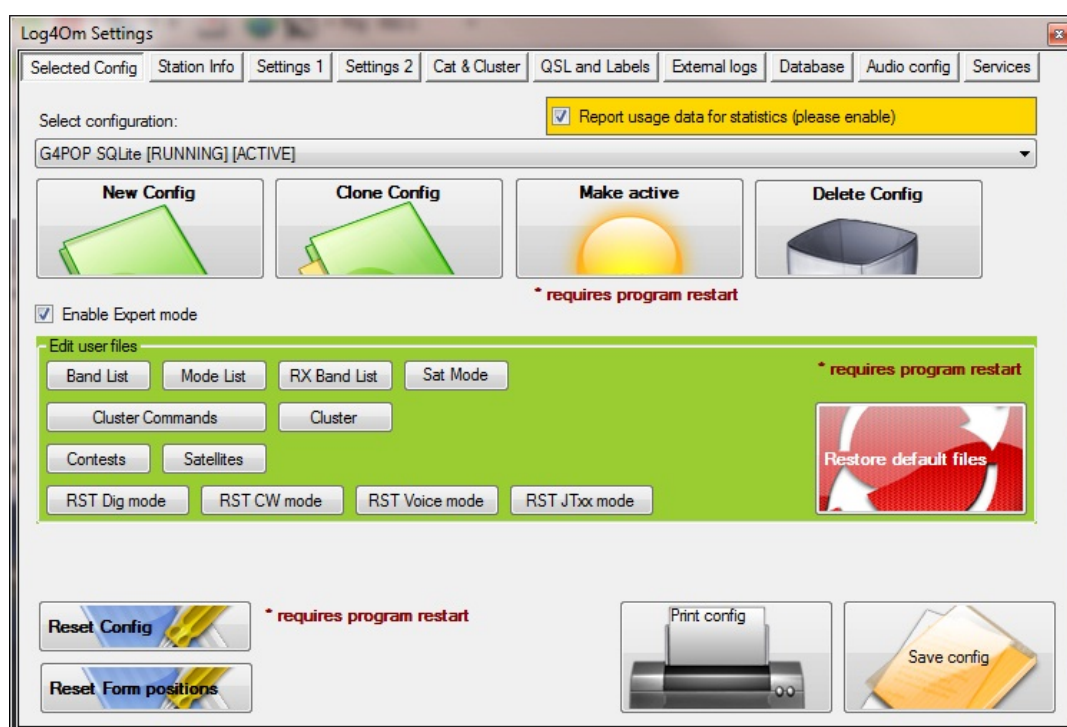 Log4Om Settings
Selected Config Station Info Settings 1 Settings 2 Cat & Cluster QSL and Labels External logs Database Audio config Services
Select configuration:
Report usage data for statistics (please enable)
G4POP SQLite [RUNNING] [ACTIVE]
New Config Clone Config Make active Delete Config
* requires program restart
Enable Expert mode
Edit user files
Band List Mode List RX Band List Sat Mode
* requires program restart
Cluster Commands Cluster
Contests Satellites
Restore default files
RST Dig mode RST CW mode RST Voice mode RST JTxx mode
Reset Config
* requires program restart
Print config
Save config
Reset Form positions